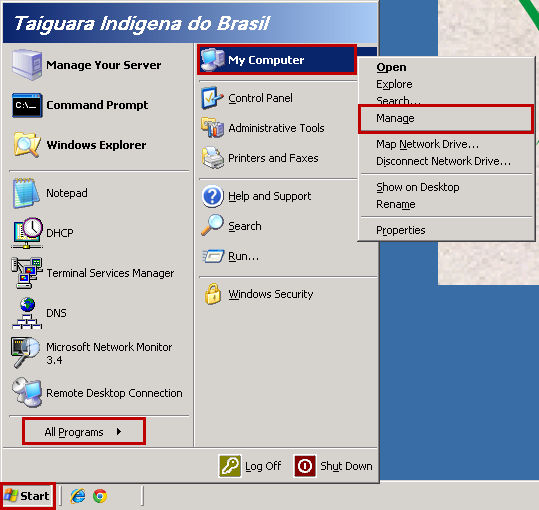 Taíguara Indígena do Brasil
Manage Your Server
Command Prompt
C:\...
Windows Explorer
Notepad
DHCP
Terminal Services Manager
DNS
Microsoft Network Monitor
3.4
Remote Desktop Connection
All Programs
My Computer
Control Panel
Administrative Tools
Printers and Faxes
Help and Support
Search
Run...
Windows Security
Open
Explore
Search...
Manage
Map Network Drive...
Disconnect Network Drive...
Show on Desktop
Rename
Properties
Log Off
Shut Down
Start